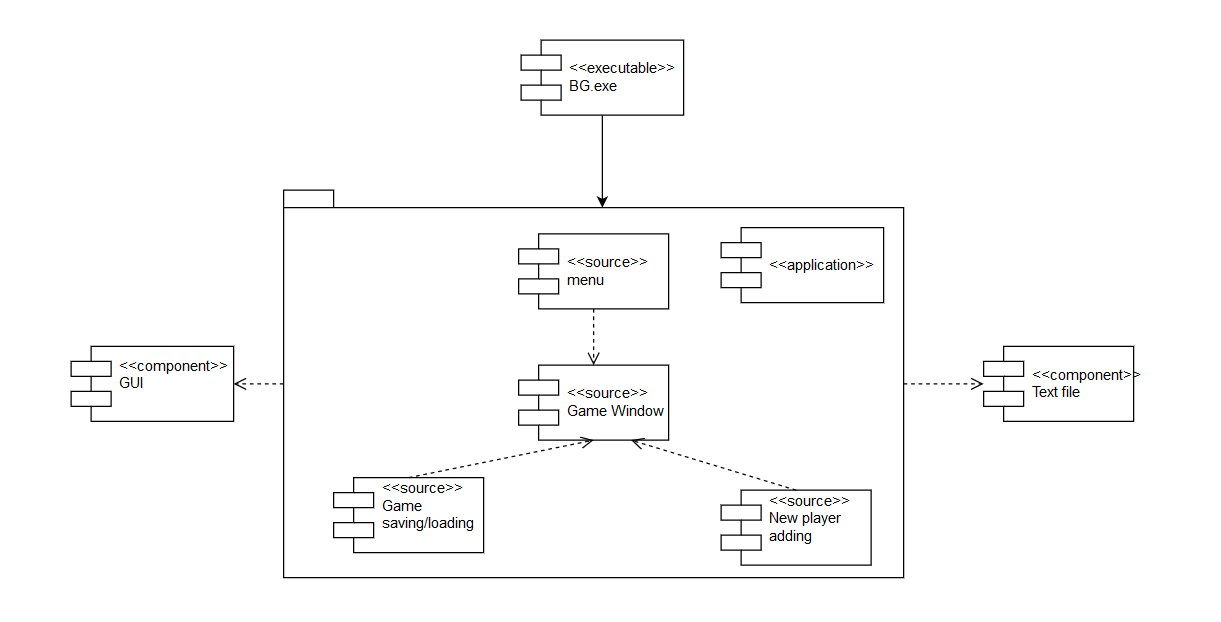 <<executable>>
BG.exe
<<source>>
menu
<<application>>
<<component>>
GUI
<<source>>
Game Window
<<component>>
Text file
<<source>>
Game
saving/loading
<<source>>
New player
adding